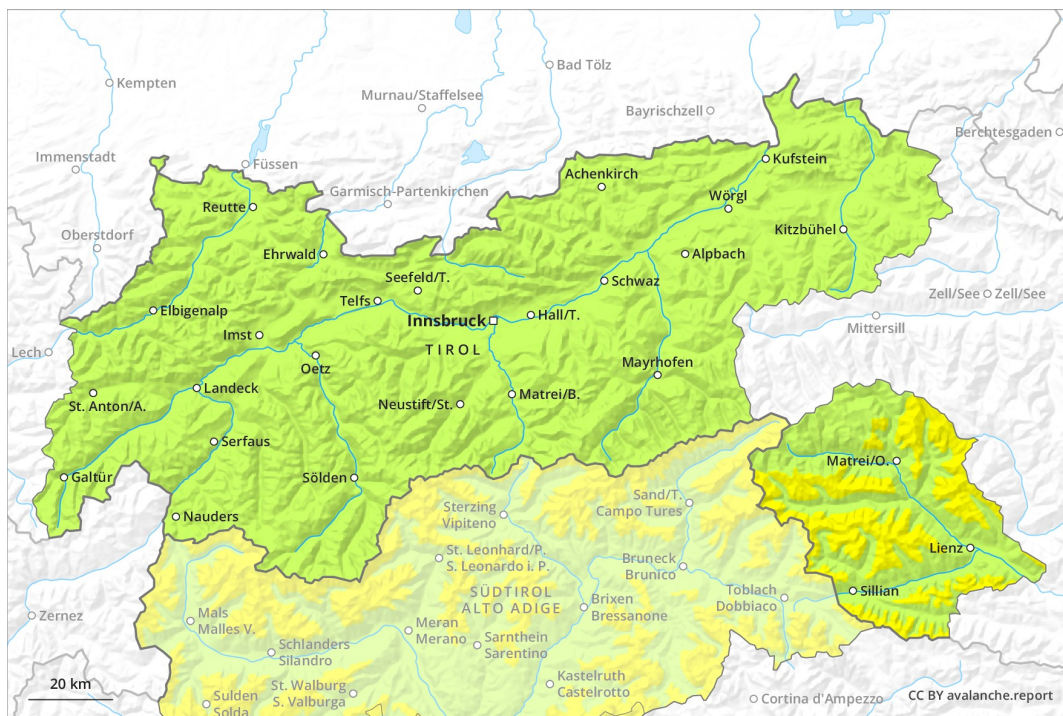 Kempten
Bad Tölz
Murnau/Staffelsee
Bayrischzell
Berchtesgaden
Immenstadt
Füssen
Kufstein
Achenkirch
Garmisch-Partenkirchen
Wörgl
Reutte
Oberstdorf
Kitzbühel
Ehrwald
Alpbach
Seefeld/T.
Schwaz
Zell/See
Zell/See
Telfs
Elbigenalp
Hall/T.
Innsbruck
Mittersill
Imst
TIROL
Lech
Mayrhofen
Oetz
Landeck
Matrei/B.
St. Anton/A.
Neustift/St.
Serfaus
Matrei/O.
Galtür
Sölden
Sand/T.
Campo Tures
Sterzing
Vipiteno
Nauders
Lienz
St. Leonhard/P.
S. Leonardo i. P.
Bruneck
Brunico
Sillian
SÜDTIROL
ALTO ADIGE
Toblach
Dobbiaco
Brixen
Bressanone
Zernez
Mals
Malles V.
Meran
Merano
Sarnthein
Sarentino
Schlanders
Silandro
Kastelruth
Castelrotto
20 km
St. Walburg
S. Valburga
Sulden
Solda
Cortina d'Ampezzo
CC BY avalanche.report